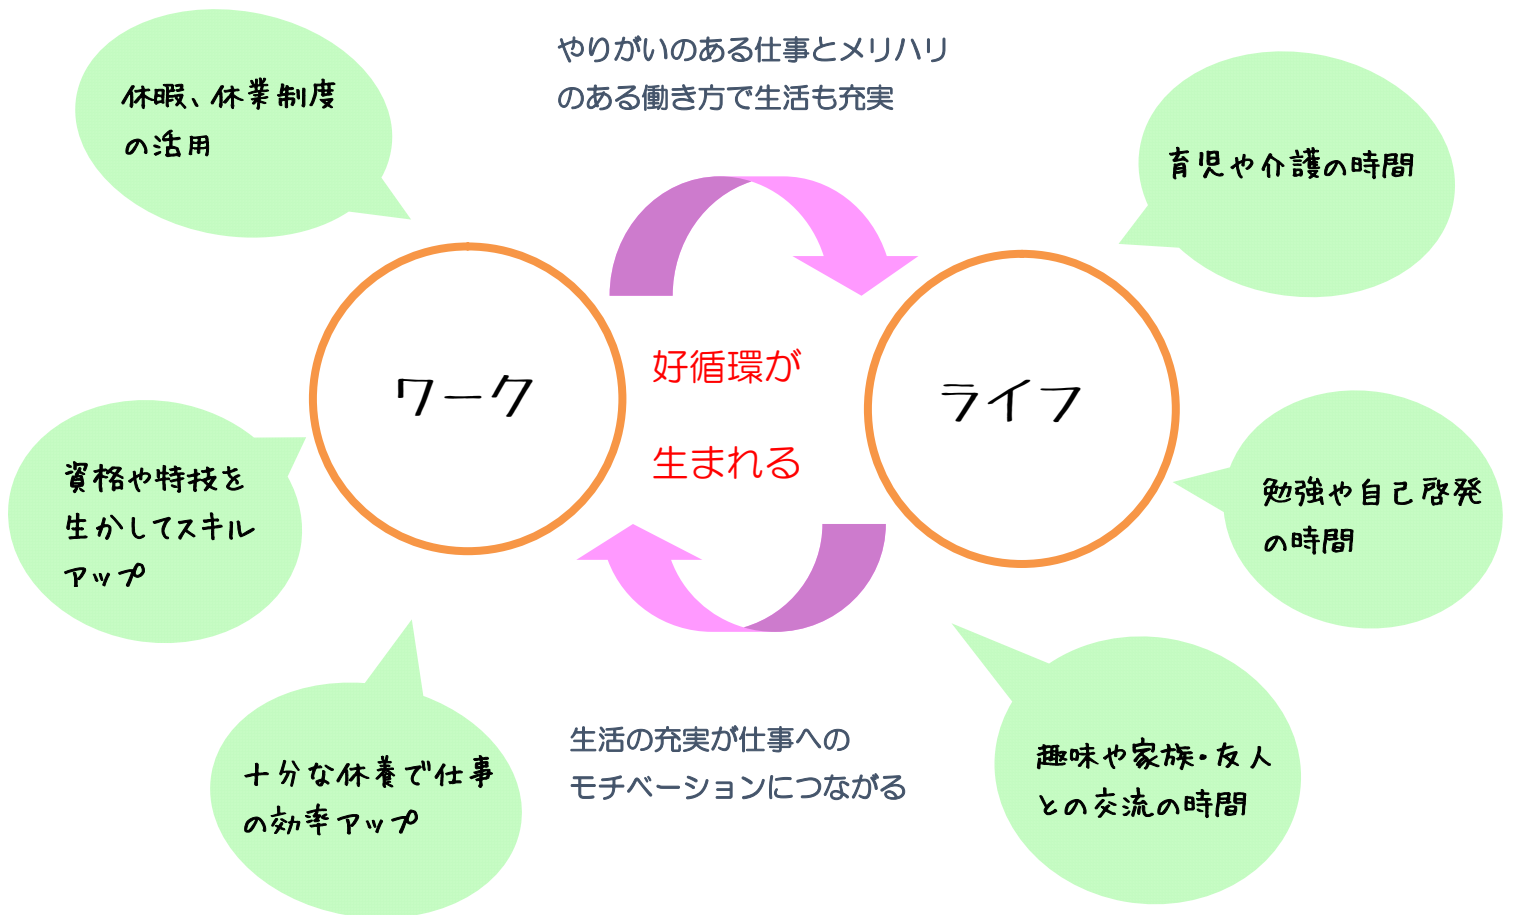 やりがいのある仕事とメリハリ
のある働き方で生活も充実
休暇、休業制度
の活用
育児や介護の時間
ワーク
好循環が
生まれる
ライフ
資格や特技を
生かしてスキル
アップ
勉強や自己啓発
の時間
十分な休養で仕事
の効率アップ
生活の充実が仕事への
モチベーションにつながる
趣味や家族・友人
との交流の時間